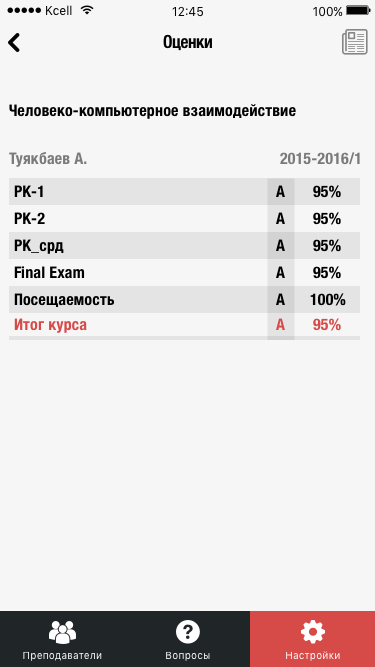 Kcell 12:45 100%
Оценки
Человеко-компьютерное взаимодействие
Туякбаев А. 2015-2016/1
РК-1 A 95%
РК-2 A 95%
РК_срд A 95%
Final Exam A 95%
Посещаемость A 100%
Итог курса A 95%
Преподаватели Вопросы Настройки